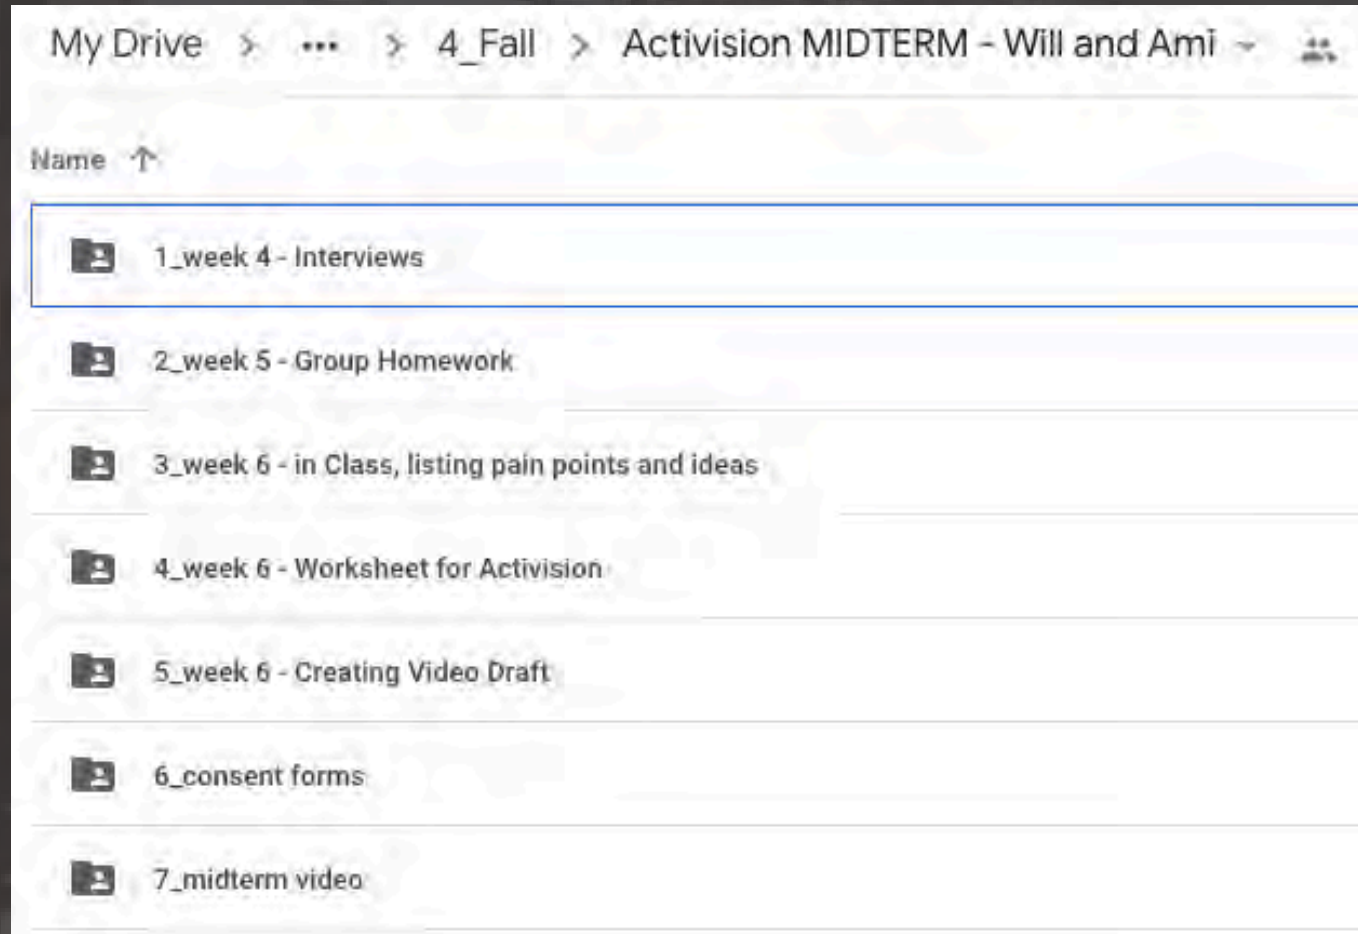 My Drive > ... > 4_Fall > Activision MIDTERM - Will and Ami
Name ↑
1_week 4 - Interviews
2_week 5 - Group Homework
3_week 6 - in Class, listing pain points and ideas
4_week 6 - Worksheet for Activision
5_week 6 - Creating Video Draft
6_consent forms
7_midterm video